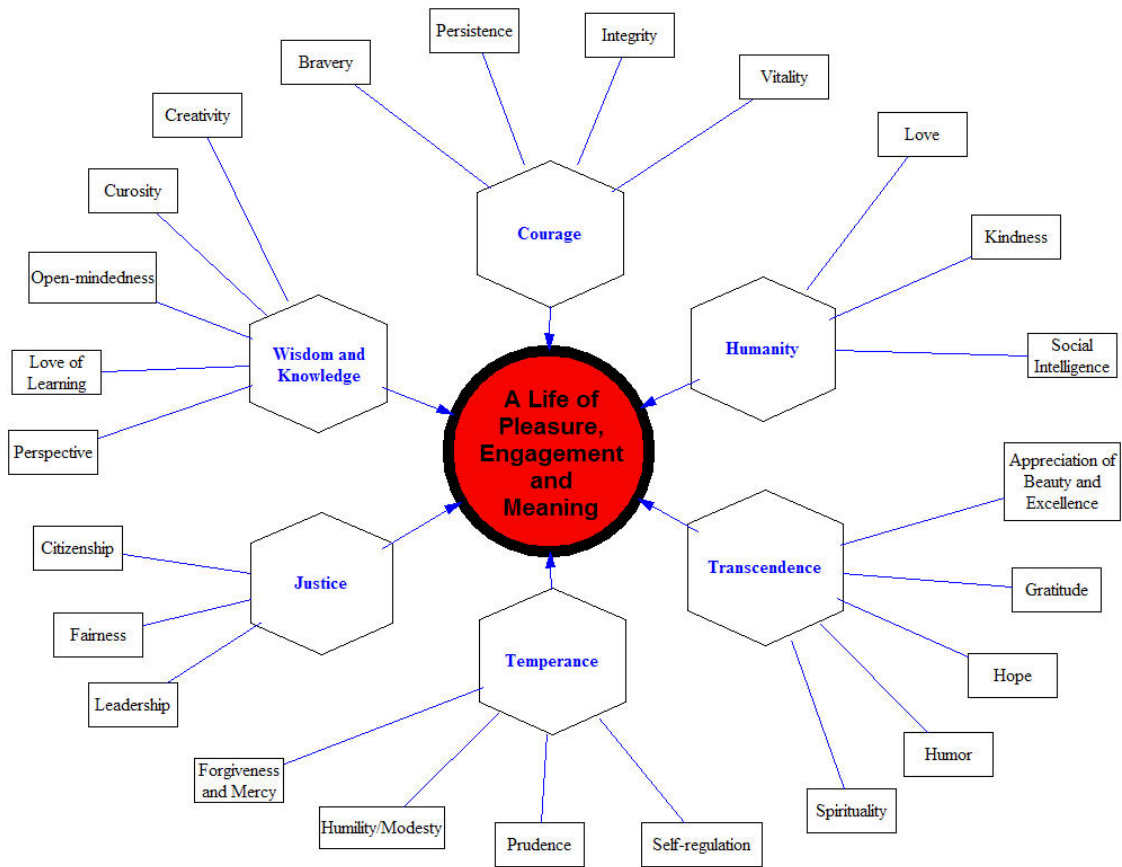 Persistence
Integrity
Bravery
Vitality
Creativity
Love
Curosity
Courage
Kindness
Open-mindedness
Wisdom and
Knowledge
Humanity
Social
Intelligence
Love of
Learning
Perspective
A Life of
Pleasure,
Engagement
and
Meaning
Appreciation of
Beauty and
Excellence
Citizenship
Justice
Transcendence
Gratitude
Fairness
Temperance
Hope
Leadership
Humor
Forgiveness
and Mercy
Spirituality
Humility/Modesty
Prudence
Self-regulation